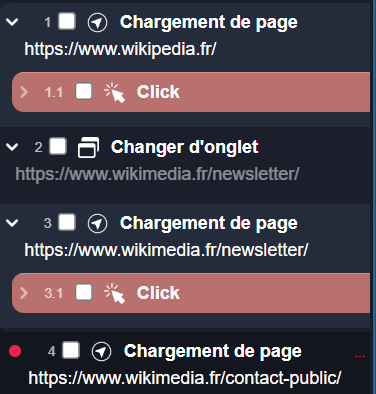 1 Chargement de page
https://www.wikipedia.fr/
1.1 Click
2 Changer d'onglet
https://www.wikimedia.fr/newsletter/
3 Chargement de page
https://www.wikimedia.fr/newsletter/
3.1 Click
4 Chargement de page ...
https://www.wikimedia.fr/contact-public/